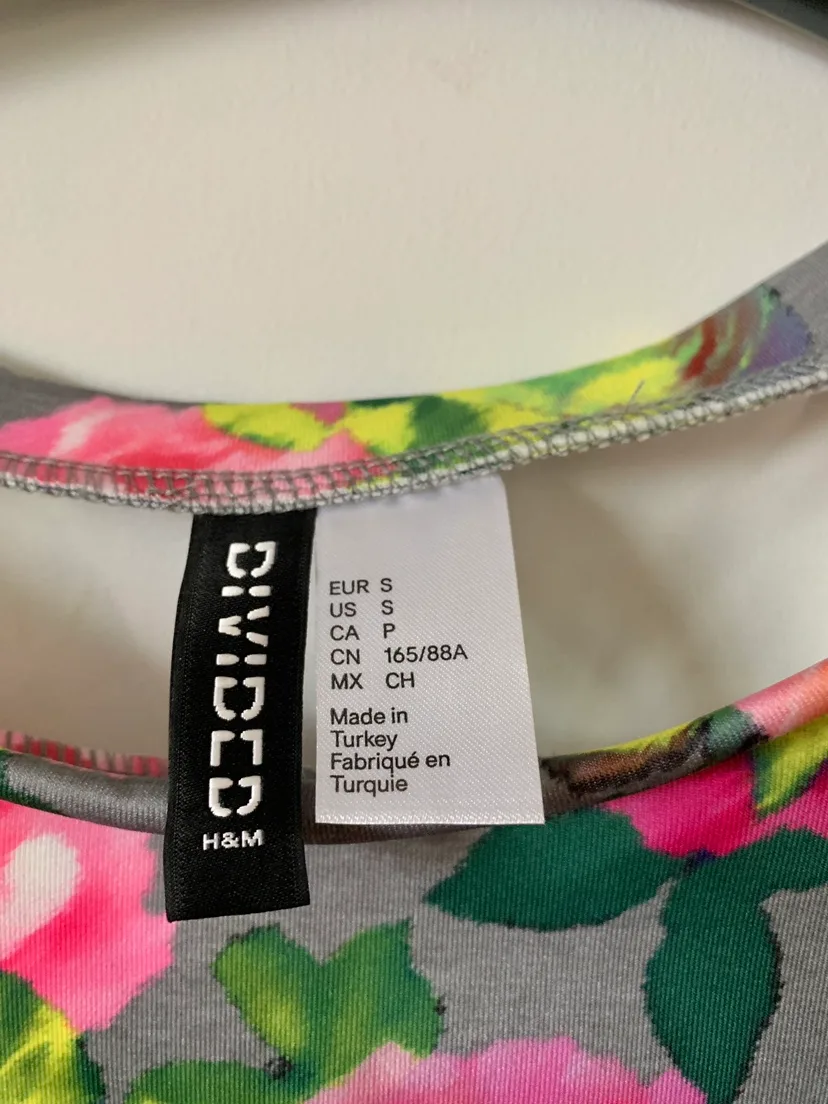 DIVIDED
H&M
EUR S
US S
CA P
CN 165/88A
MX CH
Made in
Turkey
Fabriqué en
Turquie